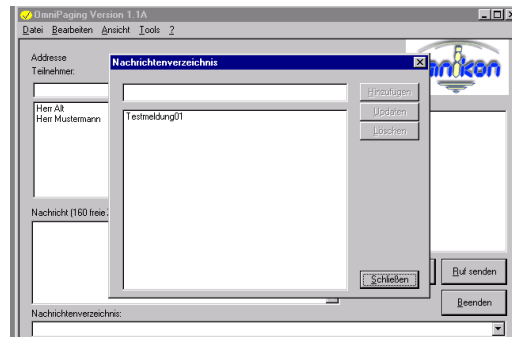 OmniPaging Version 1.1A
Datei Bearbeiten Ansicht Tools ?
Addresse
Teilnehmer:
Herr Alt
Herr Mustermann
Nachricht (160 freie
Nachrichtenverzeichnis:
Nachrichtenverzeichnis
Testmeldung01
Hinzufügen
Updaten
Löschen
Schließen
mnikon
Ruf senden
Beenden